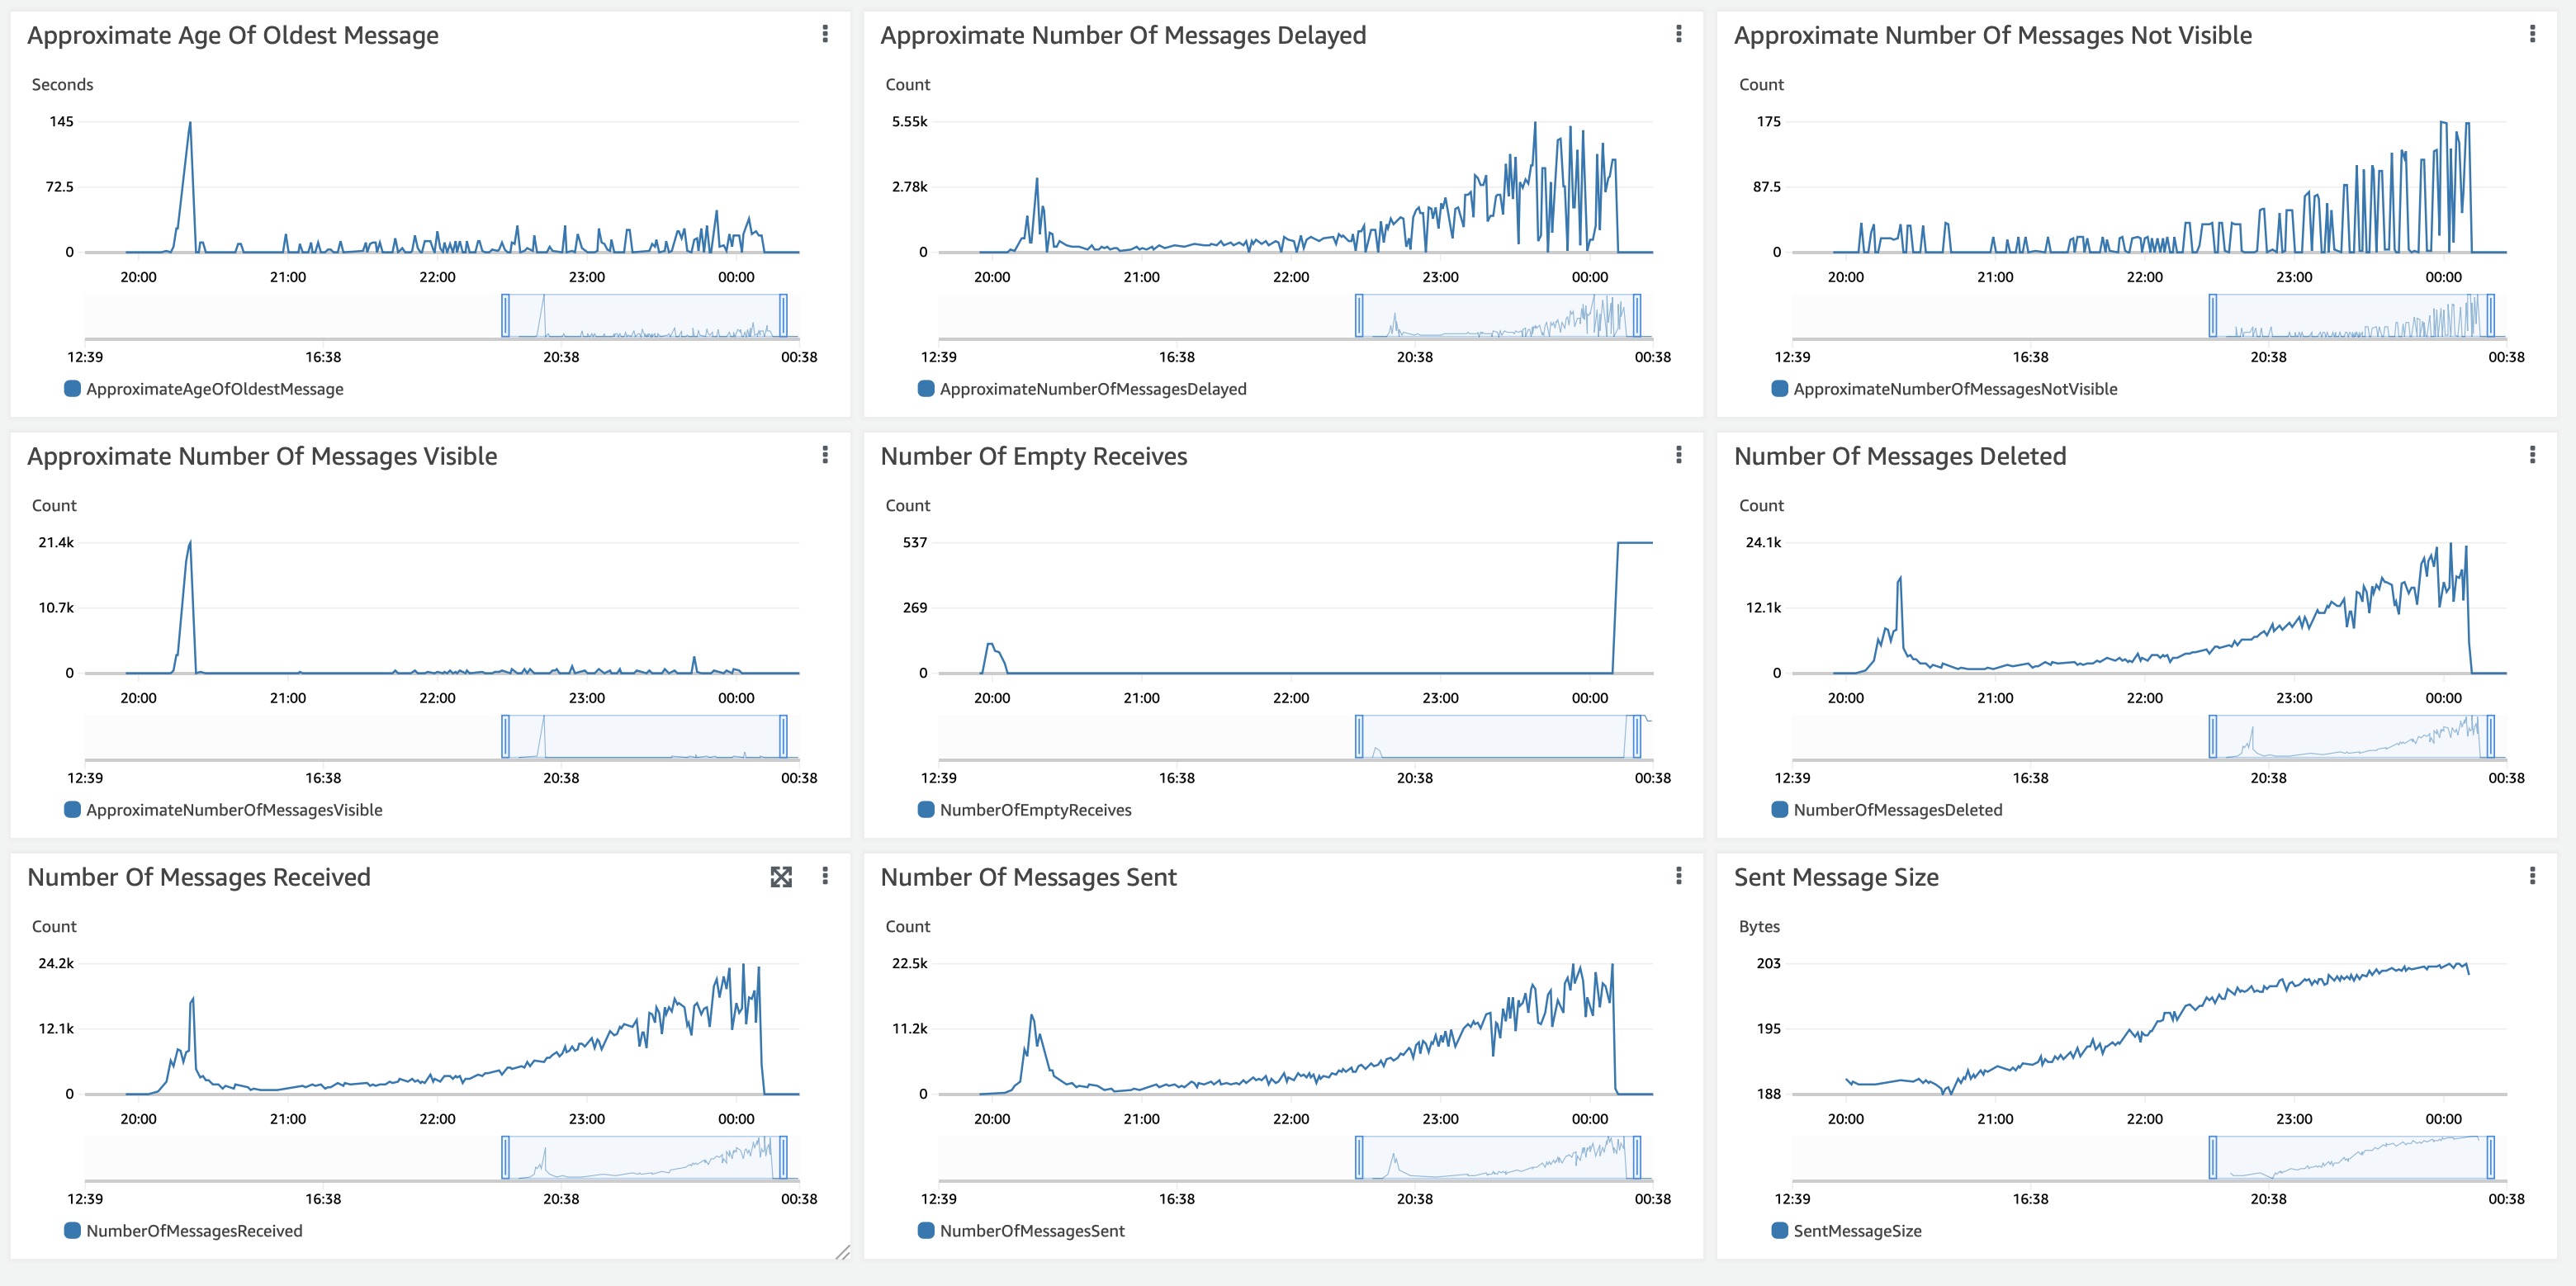 Approximate Age Of Oldest Message
Seconds
145
72.5
0
20:00 21:00 22:00 23:00 00:00
12:39 16:38 20:38 00:38
ApproximateAgeOfOldestMessage
Approximate Number Of Messages Delayed
Count
5.55k
2.78k
0
20:00 21:00 22:00 23:00 00:00
12:39 16:38 20:38 00:38
ApproximateNumberOfMessagesDelayed
Approximate Number Of Messages Not Visible
Count
175
87.5
0
20:00 21:00 22:00 23:00 00:00
12:39 16:38 20:38 00:38
ApproximateNumberOfMessagesNotVisible
Approximate Number Of Messages Visible
Count
21.4k
10.7k
0
20:00 21:00 22:00 23:00 00:00
12:39 16:38 20:38 00:38
ApproximateNumberOfMessagesVisible
Number Of Empty Receives
Count
537
269
0
20:00 21:00 22:00 23:00 00:00
12:39 16:38 20:38 00:38
NumberOfEmptyReceives
Number Of Messages Deleted
Count
24.1k
12.1k
0
20:00 21:00 22:00 23:00 00:00
12:39 16:38 20:38 00:38
NumberOfMessagesDeleted
Number Of Messages Received
Count
24.2k
12.1k
0
20:00 21:00 22:00 23:00 00:00
12:39 16:38 20:38 00:38
NumberOfMessagesReceived
Number Of Messages Sent
Count
22.5k
11.2k
0
20:00 21:00 22:00 23:00 00:00
12:39 16:38 20:38 00:38
NumberOfMessagesSent
Sent Message Size
Bytes
203
195
188
20:00 21:00 22:00 23:00 00:00
12:39 16:38 20:38 00:38
SentMessageSize